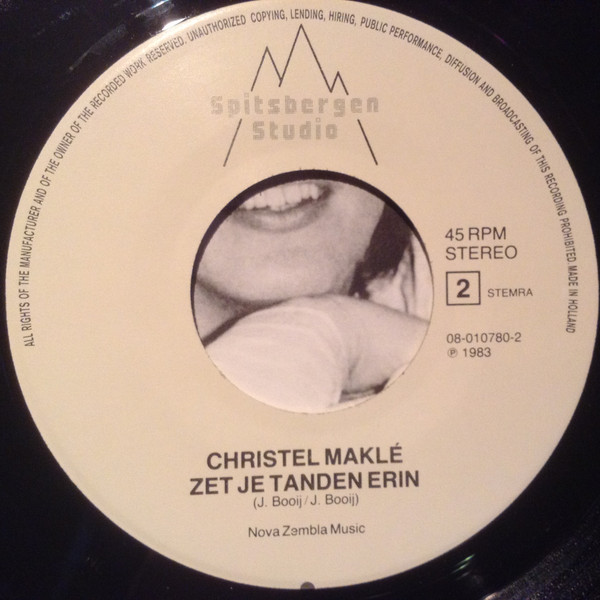 ALL RIGHTS OF THE MANUFACTURER AND OF THE OWNER OF THE RECORDED WORK RESERVED. UNAUTHORIZED COPYING, LENDING, HIRING, PUBLIC PERFORMANCE, DIFFUSION AND BROADCASTING OF THIS RECORDING PROHIBITED MADE IN HOLLAND
Spitsbergen
Studio
45 RPM
STEREO
2 STEMRA
08-010780-2
℗ 1983
CHRISTEL MAKLÉ
ZET JE TANDEN ERIN
(J. Booij/J. Booij)
Nova Zembla Music